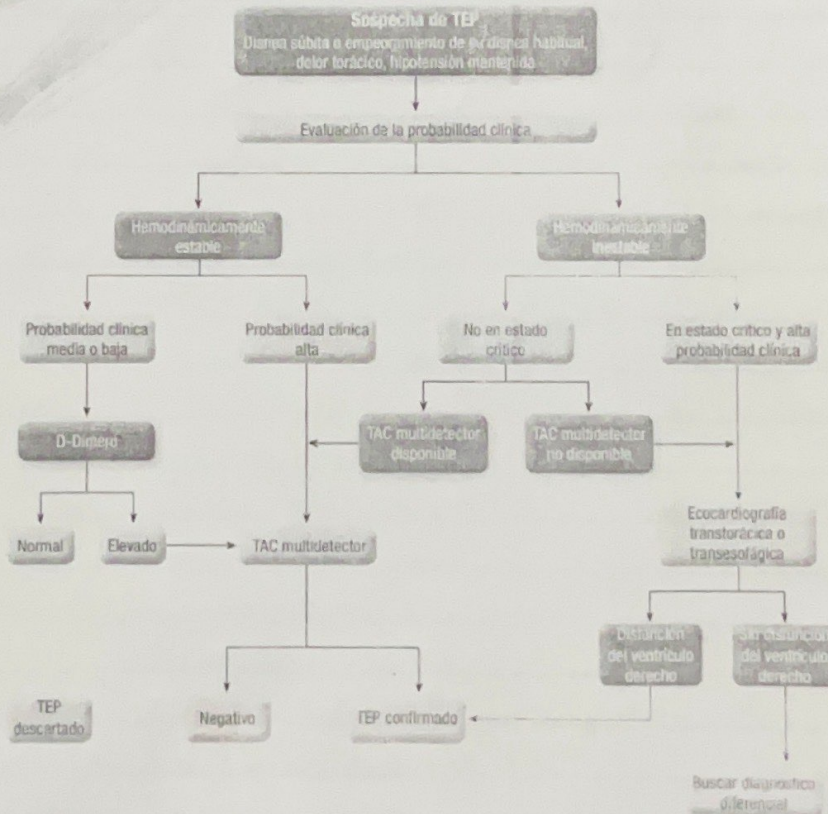 Sospecha de TEP
Disnea súbita o empeoramiento de su disnea habitual,
dolor torácico, hipotensión mantenida
Evaluación de la probabilidad clínica
Hemodinámicamente
estable
Hemodinámicamente
inestable
Probabilidad clínica
media o baja
Probabilidad clínica
alta
No en estado
crítico
En estado crítico y alta
probabilidad clínica
D-Dímero
TAC multidetector
disponible
TAC multidetector
no disponible
Normal
Elevado
TAC multidetector
Ecocardiografía
transtorácica o
transesofágica
Disfunción
del ventrículo
derecho
Sin disfunción
del ventrículo
derecho
TEP
descartado
Negativo
TEP confirmado
Buscar diagnóstico
diferencial